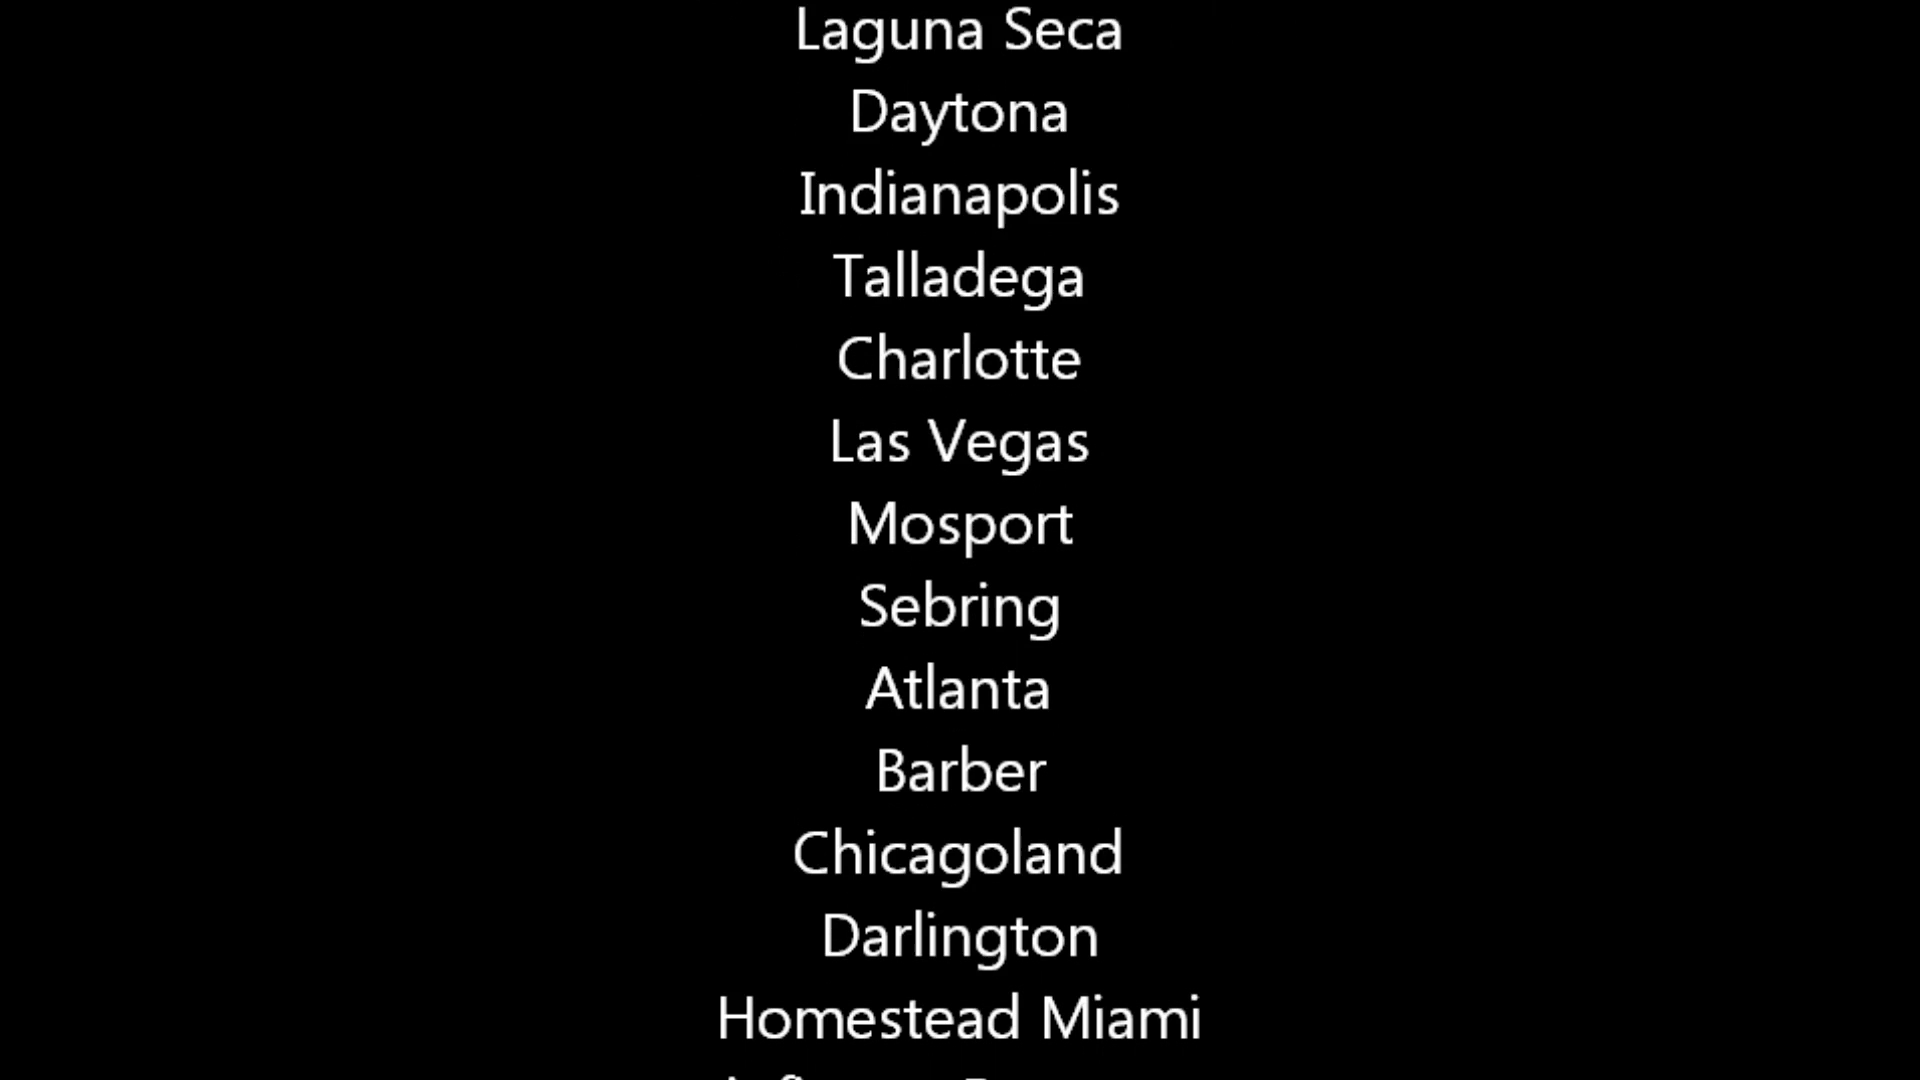 Laguna Seca
Daytona
Indianapolis
Talladega
Charlotte
Las Vegas
Mosport
Sebring
Atlanta
Barber
Chicagoland
Darlington
Homestead Miami